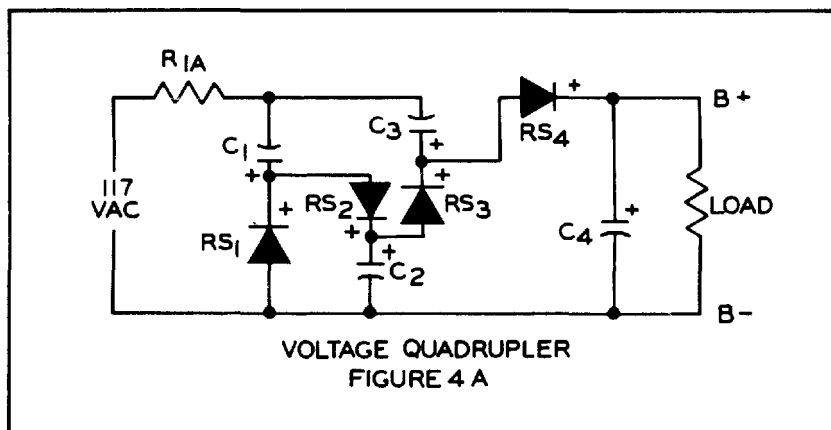 R1A
C3
RS4
+
B+
C1
+
+
117
VAC
+
+
RS1
RS2
+
+
RS3
C2
C4
+
LOAD
B-
VOLTAGE QUADRUPLER
FIGURE 4 A